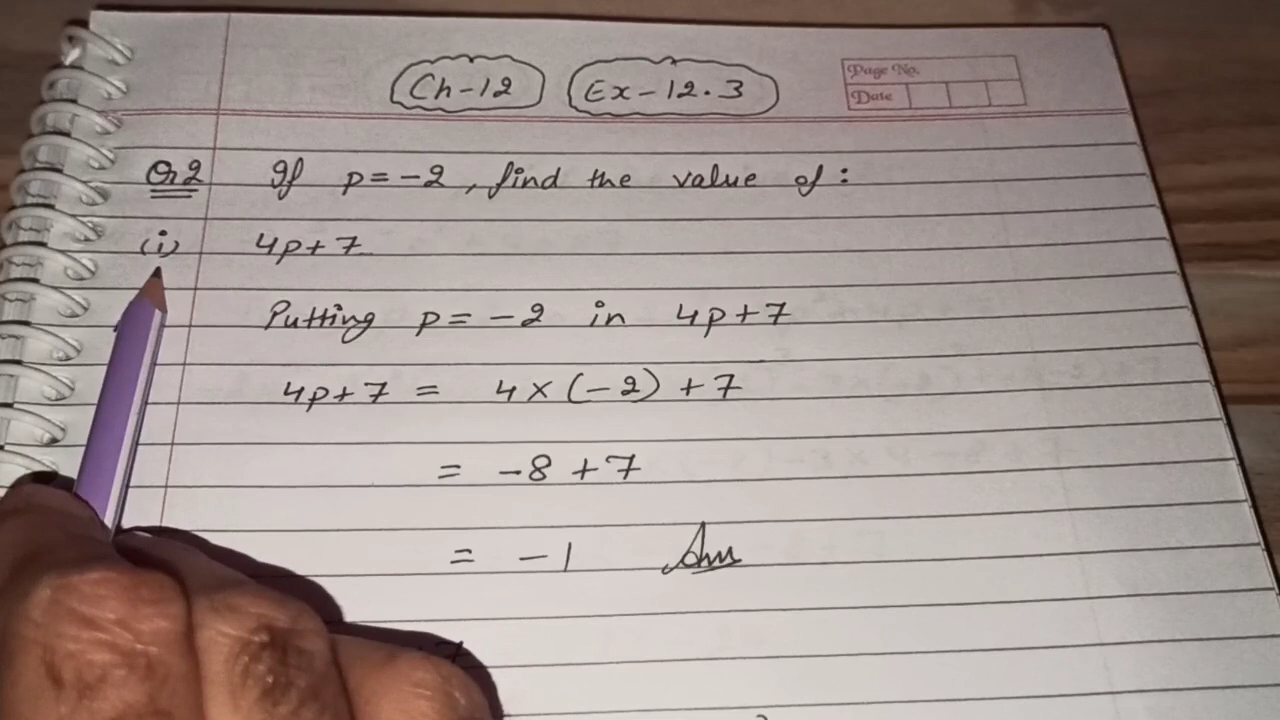 Ch-12 Ex-12.3
Page No.
Date
Q2 If p=-2, find the value of:
(i) 4p+7
Putting p=-2 in 4p+7
4p+7 = 4×(-2)+7
= -8+7
= -1 Ans